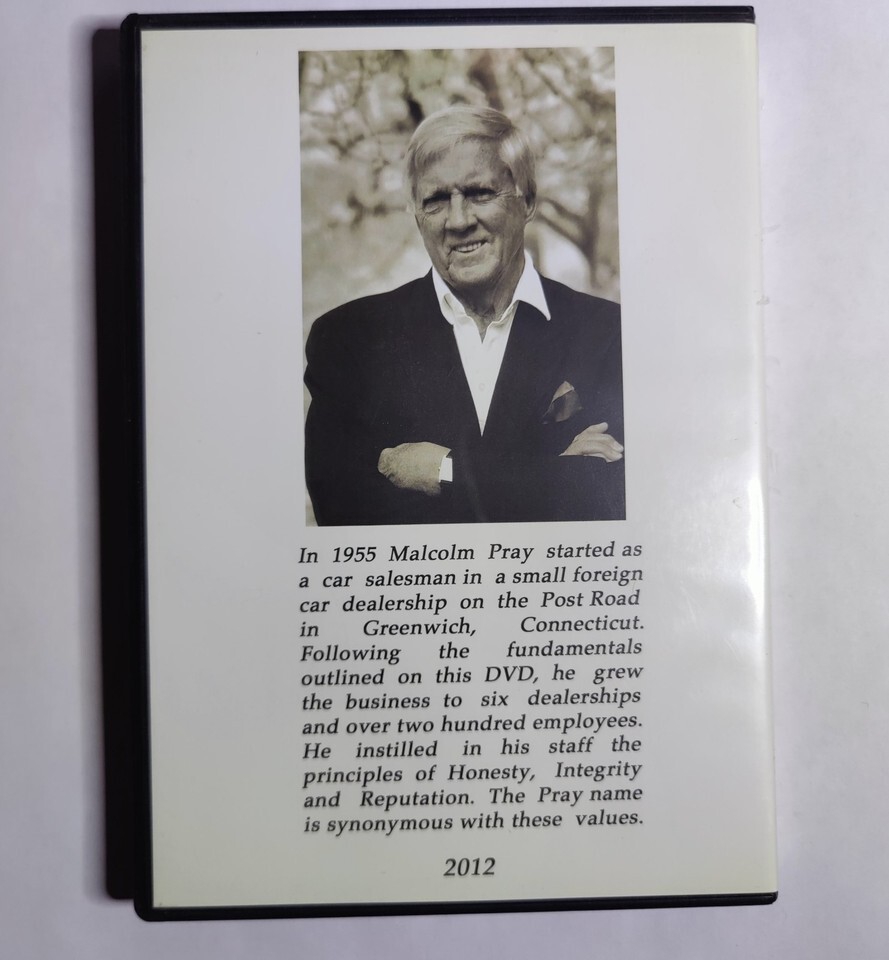 In 1955 Malcolm Pray started as
a car salesman in a small foreign
car dealership on the Post Road
in Greenwich, Connecticut.
Following the fundamentals
outlined on this DVD, he grew
the business to six dealerships
and over two hundred employees.
He instilled in his staff the
principles of Honesty, Integrity
and Reputation. The Pray name
is synonymous with these values.
2012